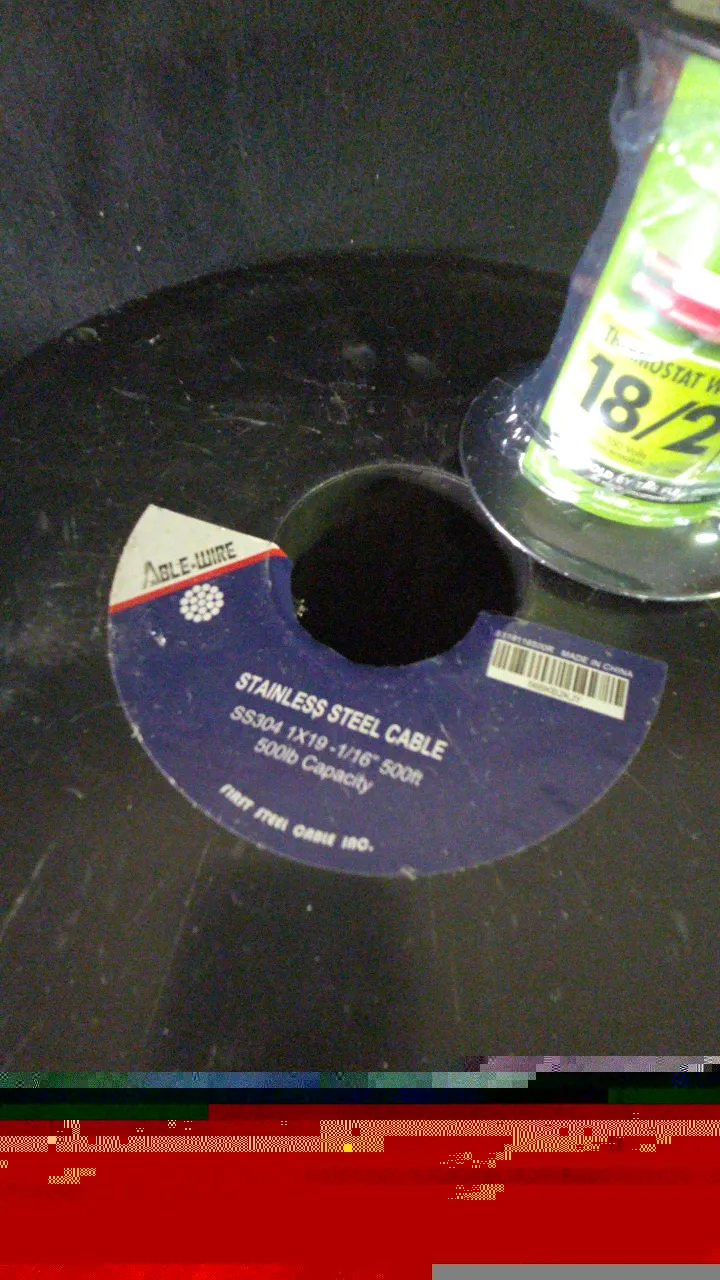 THERMOSTAT W
18/2
ABLE-WIRE
MADE IN CHINA
STAINLESS STEEL CABLE
SS304 1X19 -1/16" 500ft
500lb Capacity
FIRST STEEL CABLE INC.